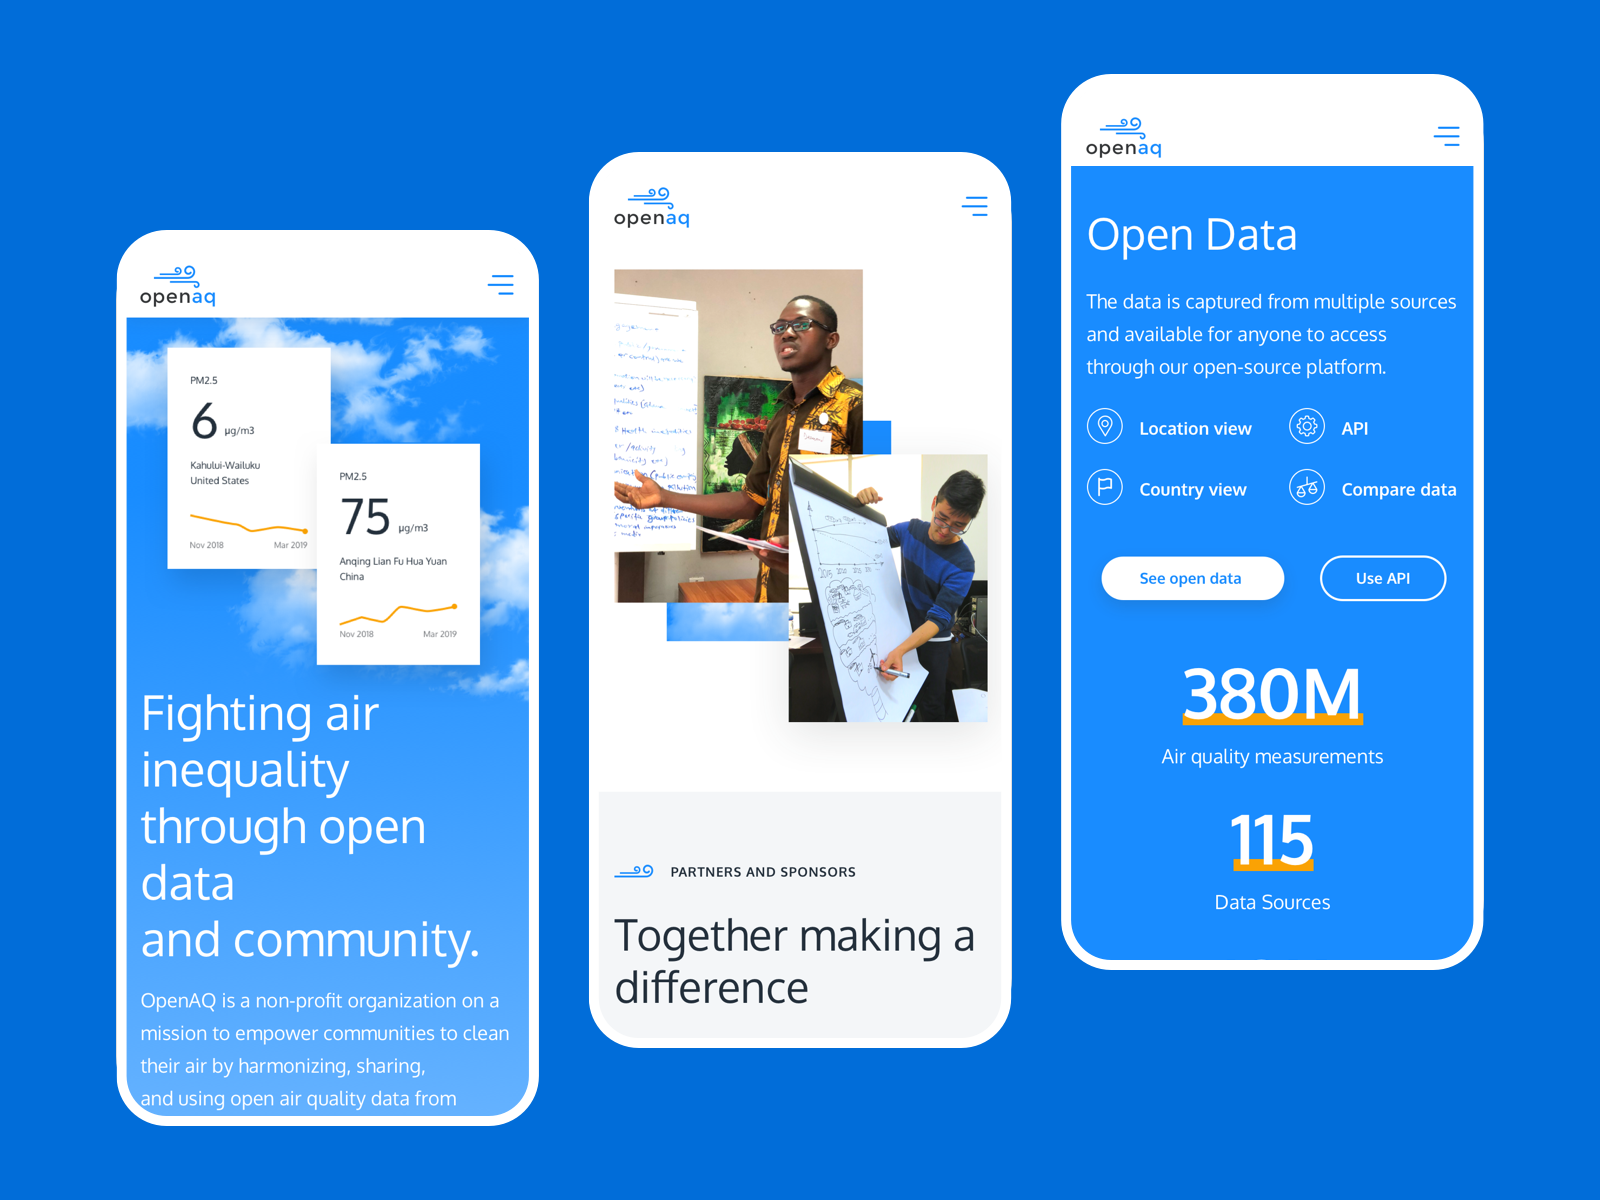 openaq
PM2.5
6 µg/m3
Kahului-Wailuku
United States
Nov 2018 Mar 2019
PM2.5
75 µg/m3
Anqing Lian Fu Hua Yuan
China
Nov 2018 Mar 2019
Fighting air
inequality
through open
data
and community.
OpenAQ is a non-profit organization on a
mission to empower communities to clean
their air by harmonizing, sharing,
and using open air quality data from
openaq
PARTNERS AND SPONSORS
Together making a
difference
openaq
Open Data
The data is captured from multiple sources
and available for anyone to access
through our open-source platform.
Location view
API
Country view
Compare data
See open data
Use API
380M
Air quality measurements
115
Data Sources